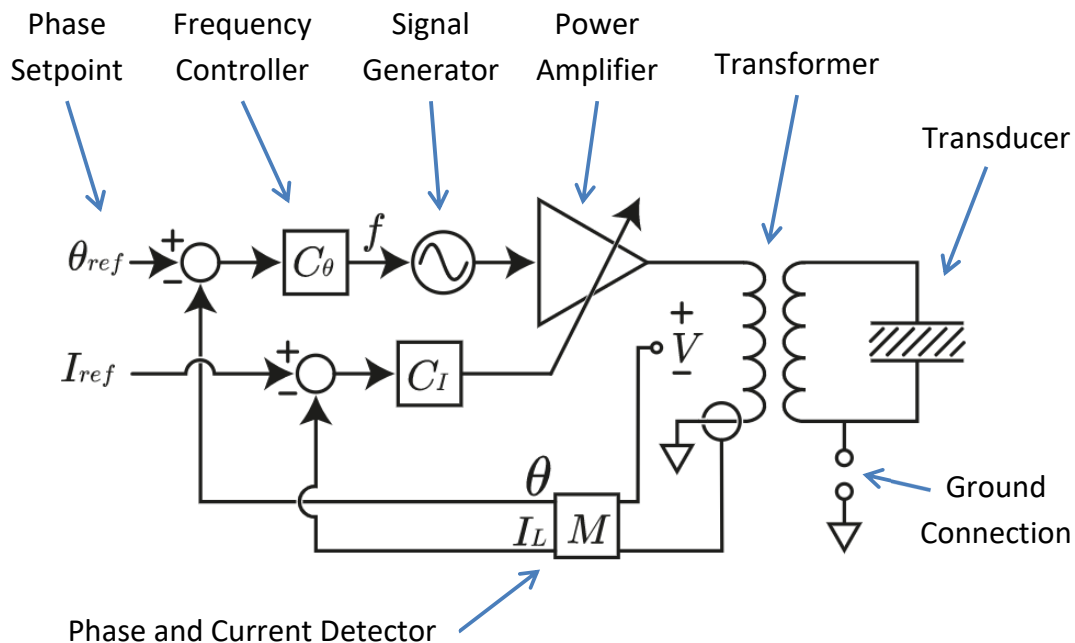 Phase
Setpoint
Frequency
Controller
Signal
Generator
Power
Amplifier
Transformer
Transducer
θref
+
−
Cθ
f
+
V
−
Iref
+
−
CI
θ
IL
M
Ground
Connection
Phase and Current Detector